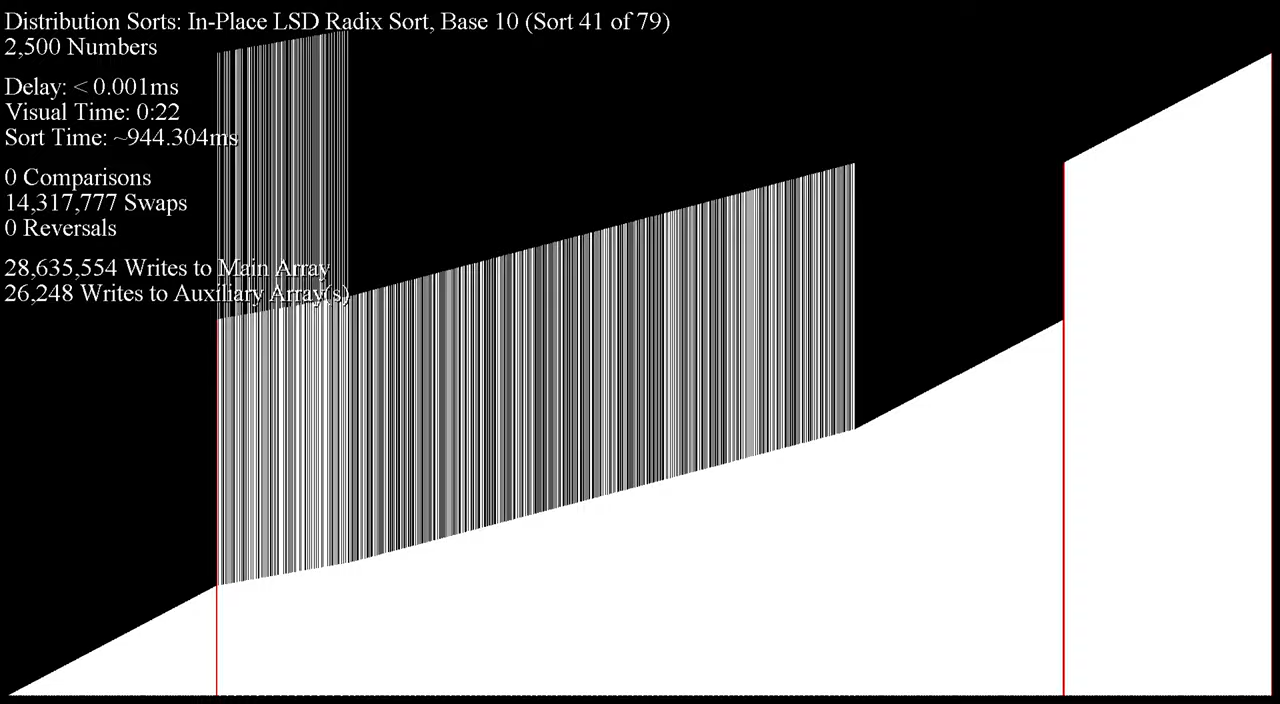 Distribution Sorts: In-Place LSD Radix Sort, Base 10 (Sort 41 of 79)
2,500 Numbers
Delay: < 0.001ms
Visual Time: 0:22
Sort Time: ~944.304ms
0 Comparisons
14,317,777 Swaps
0 Reversals
28,635,554 Writes to Main Array
26,248 Writes to Auxiliary Array(s)